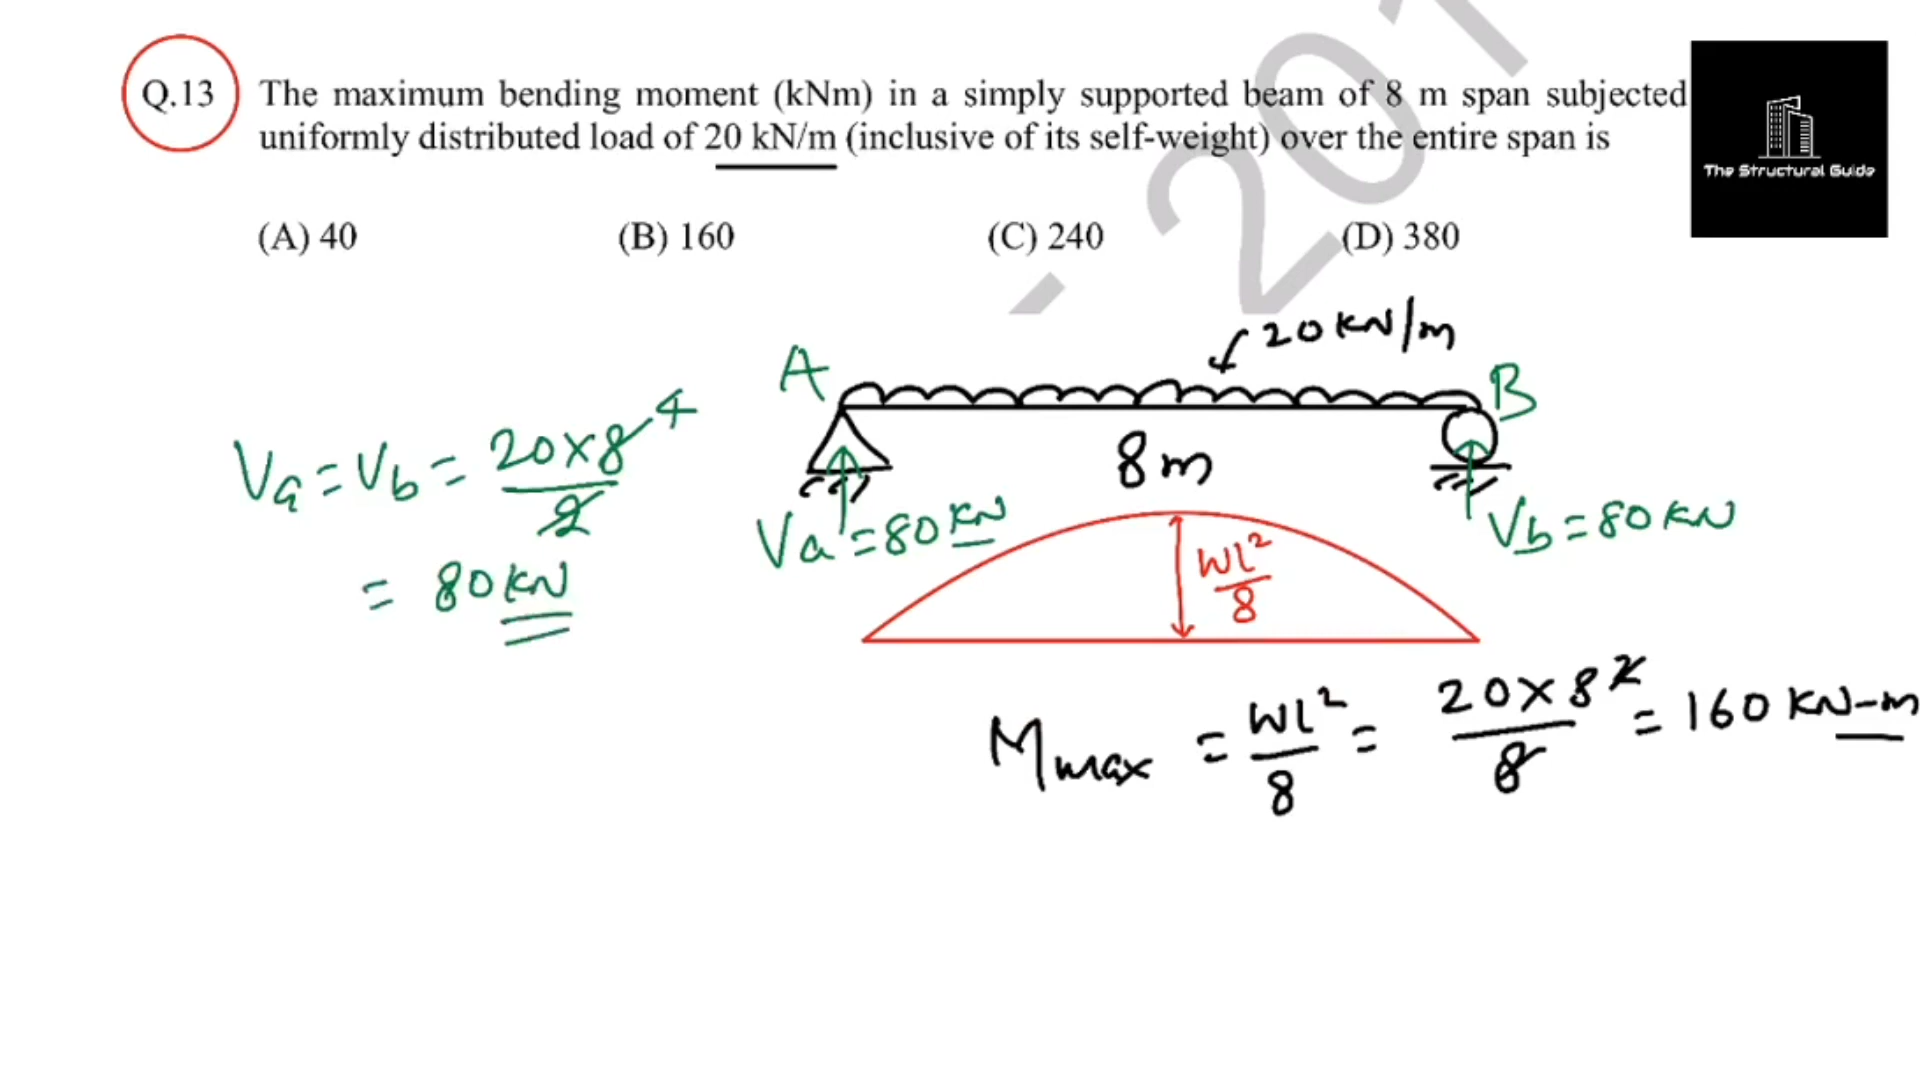 Q.13 The maximum bending moment (kNm) in a simply supported beam of 8 m span subjected
uniformly distributed load of 20 kN/m (inclusive of its self-weight) over the entire span is
The Structural Guide
(A) 40 (B) 160 (C) 240 (D) 380
201
20 KN/m
A B
8 m
Va = Vb = 20×8/2 4
= 80 KN
Va = 80 KN
Vb = 80 KN
Wl²/8
Mmax = Wl²/8 = 20×8²/8 = 160 KN-m